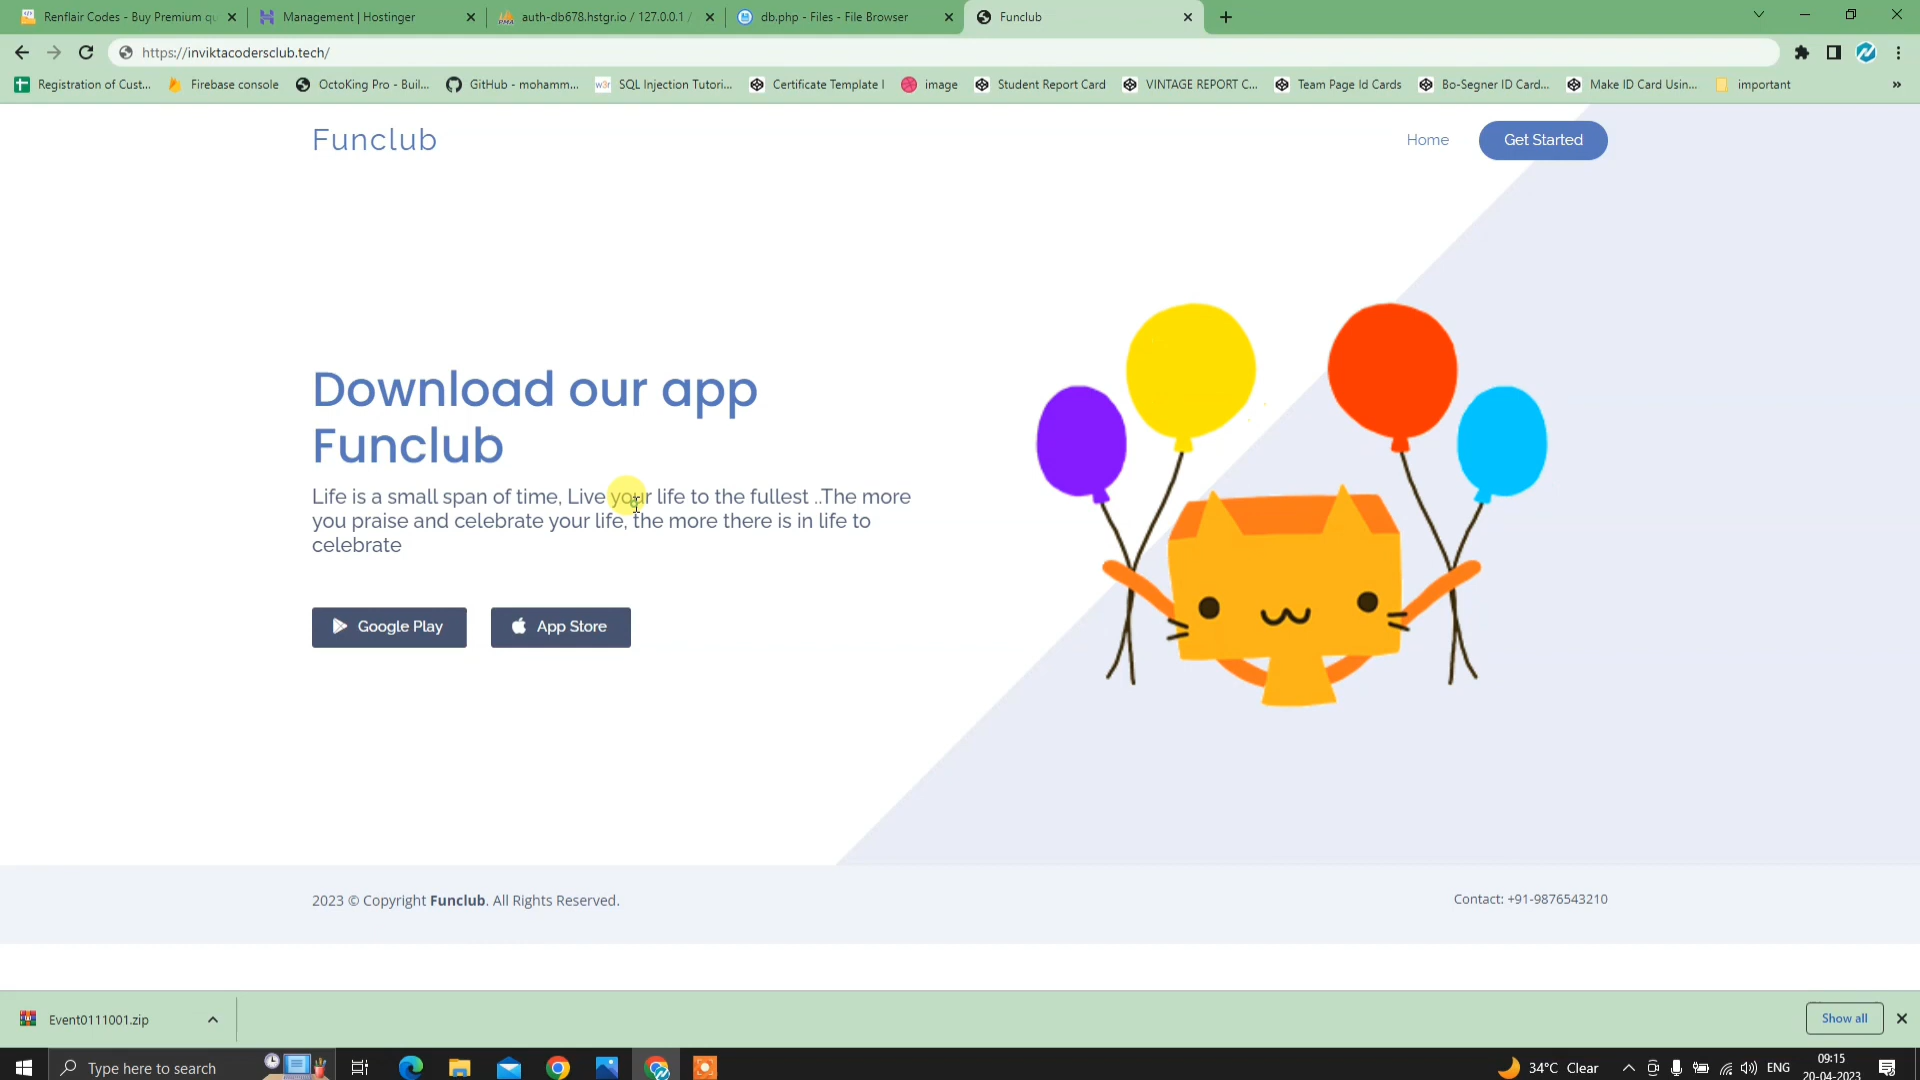 Renflair Codes - Buy Premium qu
Management | Hostinger
auth-db678.hstgr.io / 127.0.0.1 /
db.php - Files - File Browser
Funclub
https://inviktacodersclub.tech/
Registration of Cust...
Firebase console
OctoKing Pro - Buil...
GitHub - mohamm...
w3r
SQL Injection Tutori...
Certificate Template I
image
Student Report Card
VINTAGE REPORT C...
Team Page Id Cards
Bo-Segner ID Card...
Make ID Card Usin...
important
»
Funclub
Home
Get Started
Download our app
Funclub
Life is a small span of time, Live your life to the fullest ..The more
you praise and celebrate your life, the more there is in life to
celebrate
Google Play
App Store
2023 © Copyright Funclub. All Rights Reserved.
Contact: +91-9876543210
Event0111001.zip
Show all
Type here to search
34°C Clear
ENG
09:15
20-04-2023